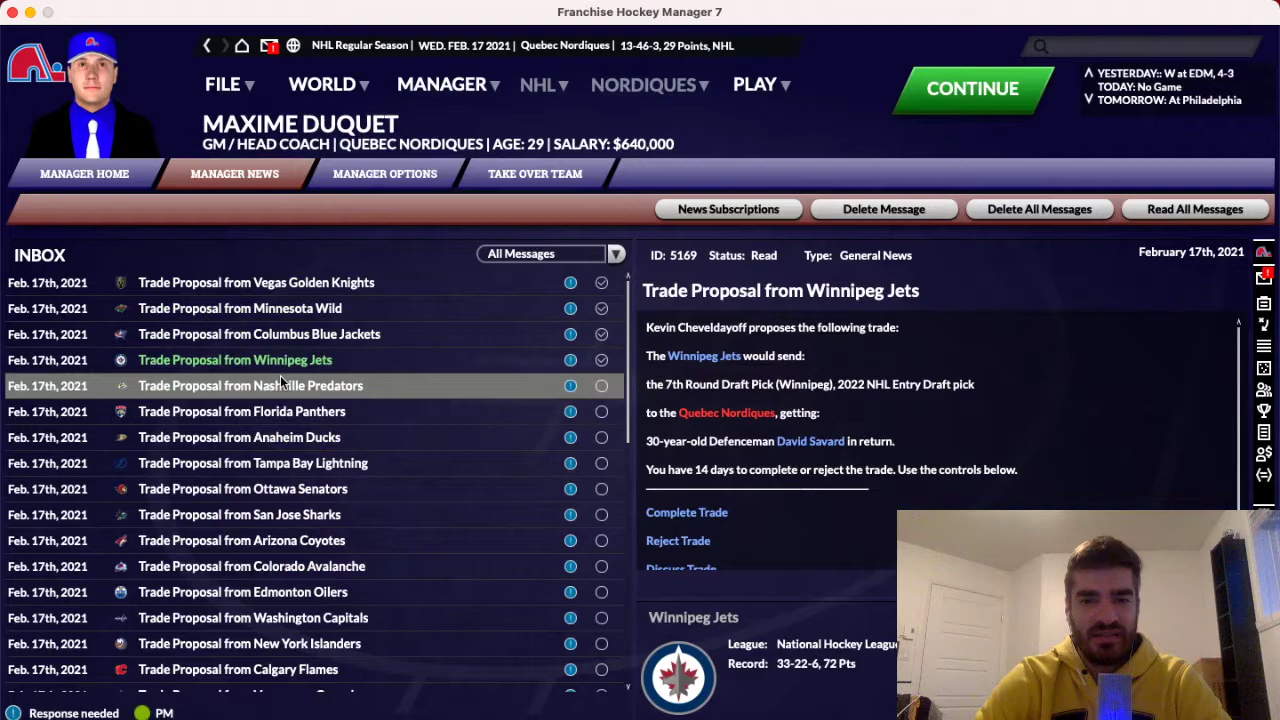 Franchise Hockey Manager 7
NHL Regular Season | WED. FEB. 17 2021 | Quebec Nordiques | 13-46-3, 29 Points, NHL
FILE WORLD MANAGER NHL NORDIQUES PLAY
CONTINUE
YESTERDAY:: W at EDM, 4-3
TODAY: No Game
TOMORROW: At Philadelphia
MAXIME DUQUET
GM / HEAD COACH | QUEBEC NORDIQUES | AGE: 29 | SALARY: $640,000
MANAGER HOME MANAGER NEWS MANAGER OPTIONS TAKE OVER TEAM
News Subscriptions Delete Message Delete All Messages Read All Messages
INBOX All Messages
Feb. 17th, 2021 Trade Proposal from Vegas Golden Knights
Feb. 17th, 2021 Trade Proposal from Minnesota Wild
Feb. 17th, 2021 Trade Proposal from Columbus Blue Jackets
Feb. 17th, 2021 Trade Proposal from Winnipeg Jets
Feb. 17th, 2021 Trade Proposal from Nashville Predators
Feb. 17th, 2021 Trade Proposal from Florida Panthers
Feb. 17th, 2021 Trade Proposal from Anaheim Ducks
Feb. 17th, 2021 Trade Proposal from Tampa Bay Lightning
Feb. 17th, 2021 Trade Proposal from Ottawa Senators
Feb. 17th, 2021 Trade Proposal from San Jose Sharks
Feb. 17th, 2021 Trade Proposal from Arizona Coyotes
Feb. 17th, 2021 Trade Proposal from Colorado Avalanche
Feb. 17th, 2021 Trade Proposal from Edmonton Oilers
Feb. 17th, 2021 Trade Proposal from Washington Capitals
Feb. 17th, 2021 Trade Proposal from New York Islanders
Feb. 17th, 2021 Trade Proposal from Calgary Flames
Response needed PM
ID: 5169 Status: Read Type: General News February 17th, 2021
Trade Proposal from Winnipeg Jets
Kevin Cheveldayoff proposes the following trade:
The Winnipeg Jets would send:
the 7th Round Draft Pick (Winnipeg), 2022 NHL Entry Draft pick
to the Quebec Nordiques, getting:
30-year-old Defenceman David Savard in return.
You have 14 days to complete or reject the trade. Use the controls below.
Complete Trade
Reject Trade
Discuss Trade
Winnipeg Jets
League: National Hockey League
Record: 33-22-6, 72 Pts